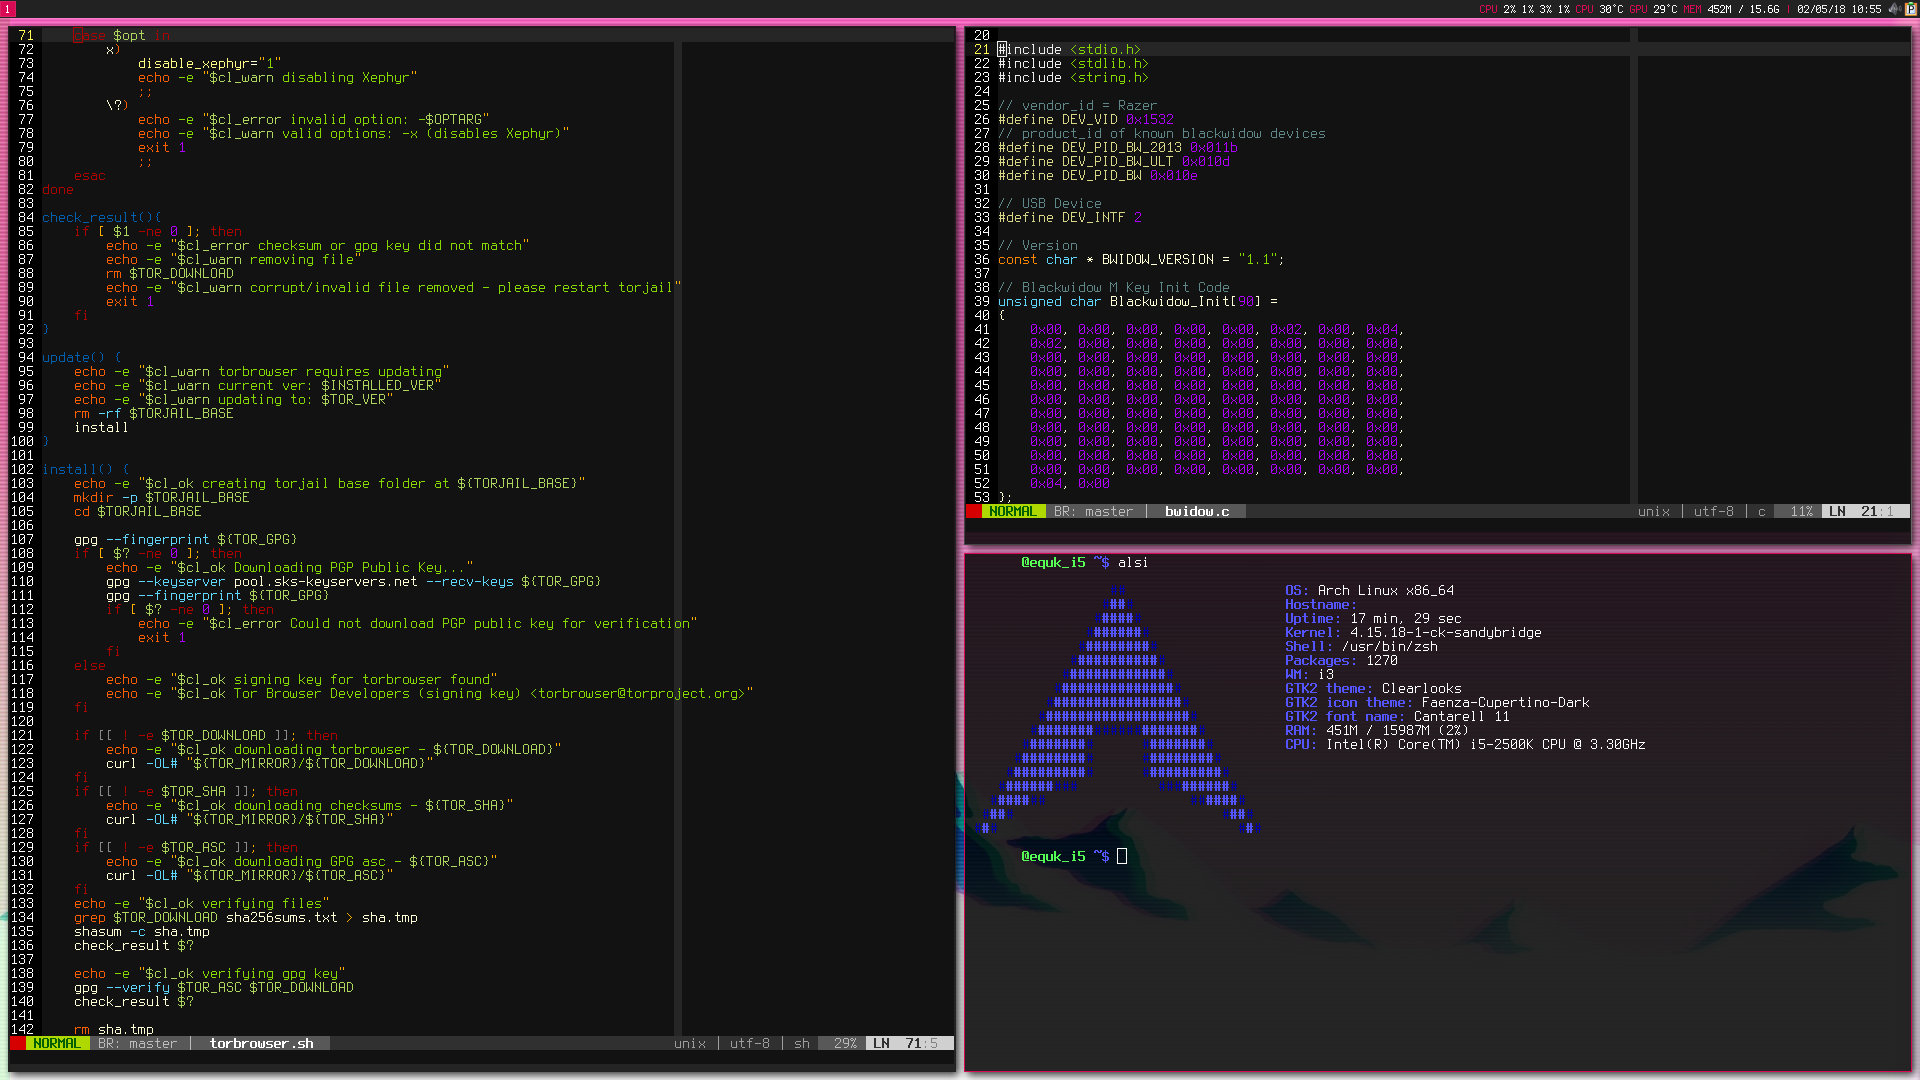 1
CPU 2% 1% 3% 1% CPU 30°C GPU 29°C MEM 452M / 15.6G | 02/05/18 10:55
71     case $opt in
72         x)
73             disable_xephyr="1"
74             echo -e "$cl_warn disabling Xephyr"
75             ;;
76         \?)
77             echo -e "$cl_error invalid option: -$OPTARG"
78             echo -e "$cl_warn valid options: -x (disables Xephyr)"
79             exit 1
80             ;;
81     esac
82 done
83
84 check_result(){
85     if [ $1 -ne 0 ]; then
86         echo -e "$cl_error checksum or gpg key did not match"
87         echo -e "$cl_warn removing file"
88         rm $TOR_DOWNLOAD
89         echo -e "$cl_warn corrupt/invalid file removed - please restart torjail"
90         exit 1
91     fi
92 }
93
94 update() {
95     echo -e "$cl_warn torbrowser requires updating"
96     echo -e "$cl_warn current ver: $INSTALLED_VER"
97     echo -e "$cl_warn updating to: $TOR_VER"
98     rm -rf $TORJAIL_BASE
99     install
100 }
101
102 install() {
103     echo -e "$cl_ok creating torjail base folder at ${TORJAIL_BASE}"
104     mkdir -p $TORJAIL_BASE
105     cd $TORJAIL_BASE
106
107     gpg --fingerprint ${TOR_GPG}
108     if [ $? -ne 0 ]; then
109         echo -e "$cl_ok Downloading PGP Public Key..."
110         gpg --keyserver pool.sks-keyservers.net --recv-keys ${TOR_GPG}
111         gpg --fingerprint ${TOR_GPG}
112         if [ $? -ne 0 ]; then
113             echo -e "$cl_error Could not download PGP public key for verification"
114             exit 1
115         fi
116     else
117         echo -e "$cl_ok signing key for torbrowser found"
118         echo -e "$cl_ok Tor Browser Developers (signing key) <torbrowser@torproject.org>"
119     fi
120
121     if [[ ! -e $TOR_DOWNLOAD ]]; then
122         echo -e "$cl_ok downloading torbrowser - ${TOR_DOWNLOAD}"
123         curl -OL# "${TOR_MIRROR}/${TOR_DOWNLOAD}"
124     fi
125     if [[ ! -e $TOR_SHA ]]; then
126         echo -e "$cl_ok downloading checksums - ${TOR_SHA}"
127         curl -OL# "${TOR_MIRROR}/${TOR_SHA}"
128     fi
129     if [[ ! -e $TOR_ASC ]]; then
130         echo -e "$cl_ok downloading GPG asc - ${TOR_ASC}"
131         curl -OL# "${TOR_MIRROR}/${TOR_ASC}"
132     fi
133     echo -e "$cl_ok verifying files"
134     grep $TOR_DOWNLOAD sha256sums.txt > sha.tmp
135     shasum -c sha.tmp
136     check_result $?
137
138     echo -e "$cl_ok verifying gpg key"
139     gpg --verify $TOR_ASC $TOR_DOWNLOAD
140     check_result $?
141
142     rm sha.tmp
NORMAL BR: master | torbrowser.sh unix | utf-8 | sh 29% LN 71:5
20
21 #include <stdio.h>
22 #include <stdlib.h>
23 #include <string.h>
24
25 // vendor_id = Razer
26 #define DEV_VID 0x1532
27 // product_id of known blackwidow devices
28 #define DEV_PID_BW_2013 0x011b
29 #define DEV_PID_BW_ULT 0x010d
30 #define DEV_PID_BW 0x010e
31
32 // USB Device
33 #define DEV_INTF 2
34
35 // Version
36 const char * BWIDOW_VERSION = "1.1";
37
38 // Blackwidow M Key Init Code
39 unsigned char Blackwidow_Init[90] =
40 {
41     0x00, 0x00, 0x00, 0x00, 0x00, 0x02, 0x00, 0x04,
42     0x02, 0x00, 0x00, 0x00, 0x00, 0x00, 0x00, 0x00,
43     0x00, 0x00, 0x00, 0x00, 0x00, 0x00, 0x00, 0x00,
44     0x00, 0x00, 0x00, 0x00, 0x00, 0x00, 0x00, 0x00,
45     0x00, 0x00, 0x00, 0x00, 0x00, 0x00, 0x00, 0x00,
46     0x00, 0x00, 0x00, 0x00, 0x00, 0x00, 0x00, 0x00,
47     0x00, 0x00, 0x00, 0x00, 0x00, 0x00, 0x00, 0x00,
48     0x00, 0x00, 0x00, 0x00, 0x00, 0x00, 0x00, 0x00,
49     0x00, 0x00, 0x00, 0x00, 0x00, 0x00, 0x00, 0x00,
50     0x00, 0x00, 0x00, 0x00, 0x00, 0x00, 0x00, 0x00,
51     0x00, 0x00, 0x00, 0x00, 0x00, 0x00, 0x00, 0x00,
52     0x04, 0x00
53 };
NORMAL BR: master | bwidow.c unix | utf-8 | c 11% LN 21:1
@equk_i5 ~$ alsi
OS: Arch Linux x86_64
Hostname:
Uptime: 17 min, 29 sec
Kernel: 4.15.18-1-ck-sandybridge
Shell: /usr/bin/zsh
Packages: 1270
WM: i3
GTK2 theme: Clearlooks
GTK2 icon theme: Faenza-Cupertino-Dark
GTK2 font name: Cantarell 11
RAM: 451M / 15987M (2%)
CPU: Intel(R) Core(TM) i5-2500K CPU @ 3.30GHz
@equk_i5 ~$